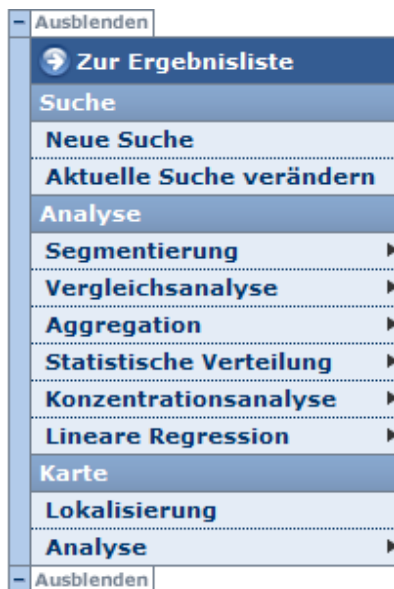 Ausblenden
Zur Ergebnisliste
Suche
Neue Suche
Aktuelle Suche verändern
Analyse
Segmentierung
Vergleichsanalyse
Aggregation
Statistische Verteilung
Konzentrationsanalyse
Lineare Regression
Karte
Lokalisierung
Analyse
Ausblenden